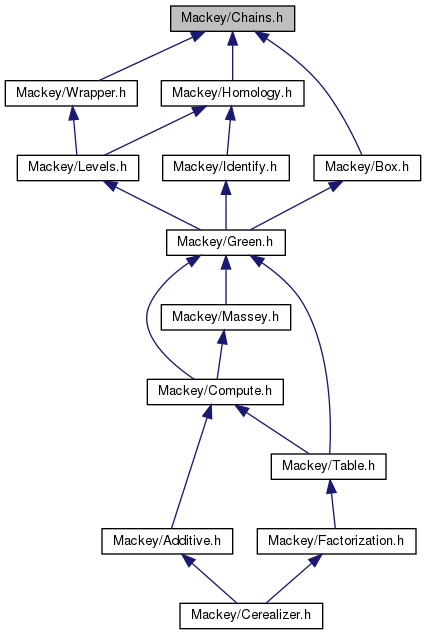 Mackey/Chains.h
Mackey/Wrapper.h
Mackey/Homology.h
Mackey/Levels.h
Mackey/Identify.h
Mackey/Box.h
Mackey/Green.h
Mackey/Massey.h
Mackey/Compute.h
Mackey/Table.h
Mackey/Additive.h
Mackey/Factorization.h
Mackey/Cerealizer.h